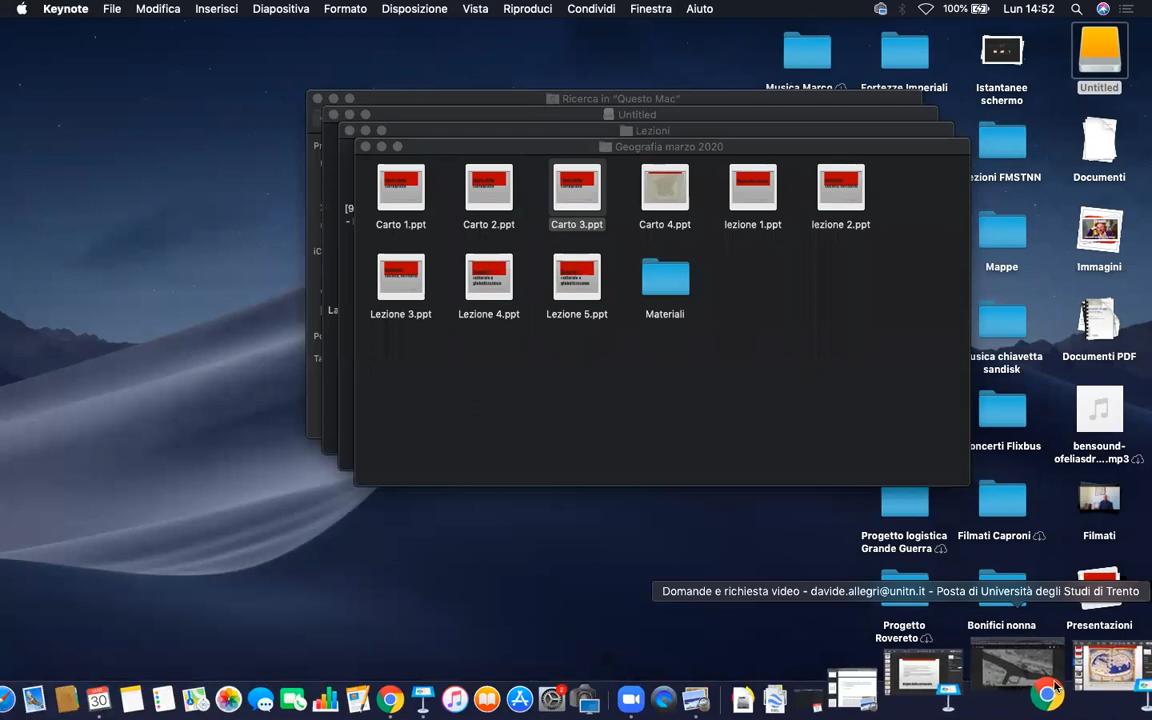 Keynote File Modifica Inserisci Diapositiva Formato Disposizione Vista Riproduci Condividi Finestra Aiuto 100% Lun 14:52
Musica Marco Fortezze Imperiali
Istantanee
schermo
Untitled
Ricerca in "Questo Mac"
Untitled
Lezioni
Geografia marzo 2020
Carto 1.ppt Carto 2.ppt Carto 3.ppt Carto 4.ppt lezione 1.ppt lezione 2.ppt
Lezione 3.ppt Lezione 4.ppt Lezione 5.ppt Materiali
ezioni FMSTNN Documenti
Mappe Immagini
usica chiavetta
sandisk
Documenti PDF
oncerti Flixbus
bensound-
ofeliasdr....mp3
Progetto logistica
Grande Guerra
Filmati Caproni Filmati
Domande e richiesta video - davide.allegri@unitn.it - Posta di Università degli Studi di Trento
Progetto
Rovereto
Bonifici nonna Presentazioni
30
2